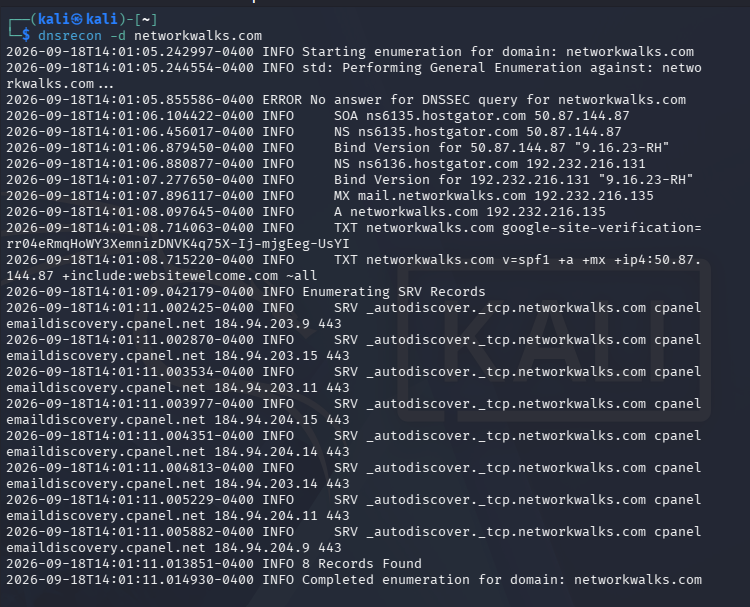 ┌──(kali㉿kali)-[~]
└─$ dnsrecon -d networkwalks.com
2026-09-18T14:01:05.242997-0400 INFO Starting enumeration for domain: networkwalks.com
2026-09-18T14:01:05.244554-0400 INFO std: Performing General Enumeration against: netwo
rkwalks.com...
2026-09-18T14:01:05.855586-0400 ERROR No answer for DNSSEC query for networkwalks.com
2026-09-18T14:01:06.104422-0400 INFO     SOA ns6135.hostgator.com 50.87.144.87
2026-09-18T14:01:06.456017-0400 INFO     NS ns6135.hostgator.com 50.87.144.87
2026-09-18T14:01:06.879450-0400 INFO     Bind Version for 50.87.144.87 "9.16.23-RH"
2026-09-18T14:01:06.880877-0400 INFO     NS ns6136.hostgator.com 192.232.216.131
2026-09-18T14:01:07.277650-0400 INFO     Bind Version for 192.232.216.131 "9.16.23-RH"
2026-09-18T14:01:07.896117-0400 INFO     MX mail.networkwalks.com 192.232.216.135
2026-09-18T14:01:08.097645-0400 INFO     A networkwalks.com 192.232.216.135
2026-09-18T14:01:08.714063-0400 INFO     TXT networkwalks.com google-site-verification=
rr04eRmqHoWY3XemnizDNVK4q75X-Ij-mjgEeg-UsYI
2026-09-18T14:01:08.715220-0400 INFO     TXT networkwalks.com v=spf1 +a +mx +ip4:50.87.
144.87 +include:websitewelcome.com ~all
2026-09-18T14:01:09.042179-0400 INFO Enumerating SRV Records
2026-09-18T14:01:11.002425-0400 INFO     SRV _autodiscover._tcp.networkwalks.com cpanel
emaildiscovery.cpanel.net 184.94.203.9 443
2026-09-18T14:01:11.002870-0400 INFO     SRV _autodiscover._tcp.networkwalks.com cpanel
emaildiscovery.cpanel.net 184.94.203.15 443
2026-09-18T14:01:11.003534-0400 INFO     SRV _autodiscover._tcp.networkwalks.com cpanel
emaildiscovery.cpanel.net 184.94.203.11 443
2026-09-18T14:01:11.003977-0400 INFO     SRV _autodiscover._tcp.networkwalks.com cpanel
emaildiscovery.cpanel.net 184.94.204.15 443
2026-09-18T14:01:11.004351-0400 INFO     SRV _autodiscover._tcp.networkwalks.com cpanel
emaildiscovery.cpanel.net 184.94.204.14 443
2026-09-18T14:01:11.004813-0400 INFO     SRV _autodiscover._tcp.networkwalks.com cpanel
emaildiscovery.cpanel.net 184.94.203.14 443
2026-09-18T14:01:11.005229-0400 INFO     SRV _autodiscover._tcp.networkwalks.com cpanel
emaildiscovery.cpanel.net 184.94.204.11 443
2026-09-18T14:01:11.005882-0400 INFO     SRV _autodiscover._tcp.networkwalks.com cpanel
emaildiscovery.cpanel.net 184.94.204.9 443
2026-09-18T14:01:11.013851-0400 INFO 8 Records Found
2026-09-18T14:01:11.014930-0400 INFO Completed enumeration for domain: networkwalks.com
KALI